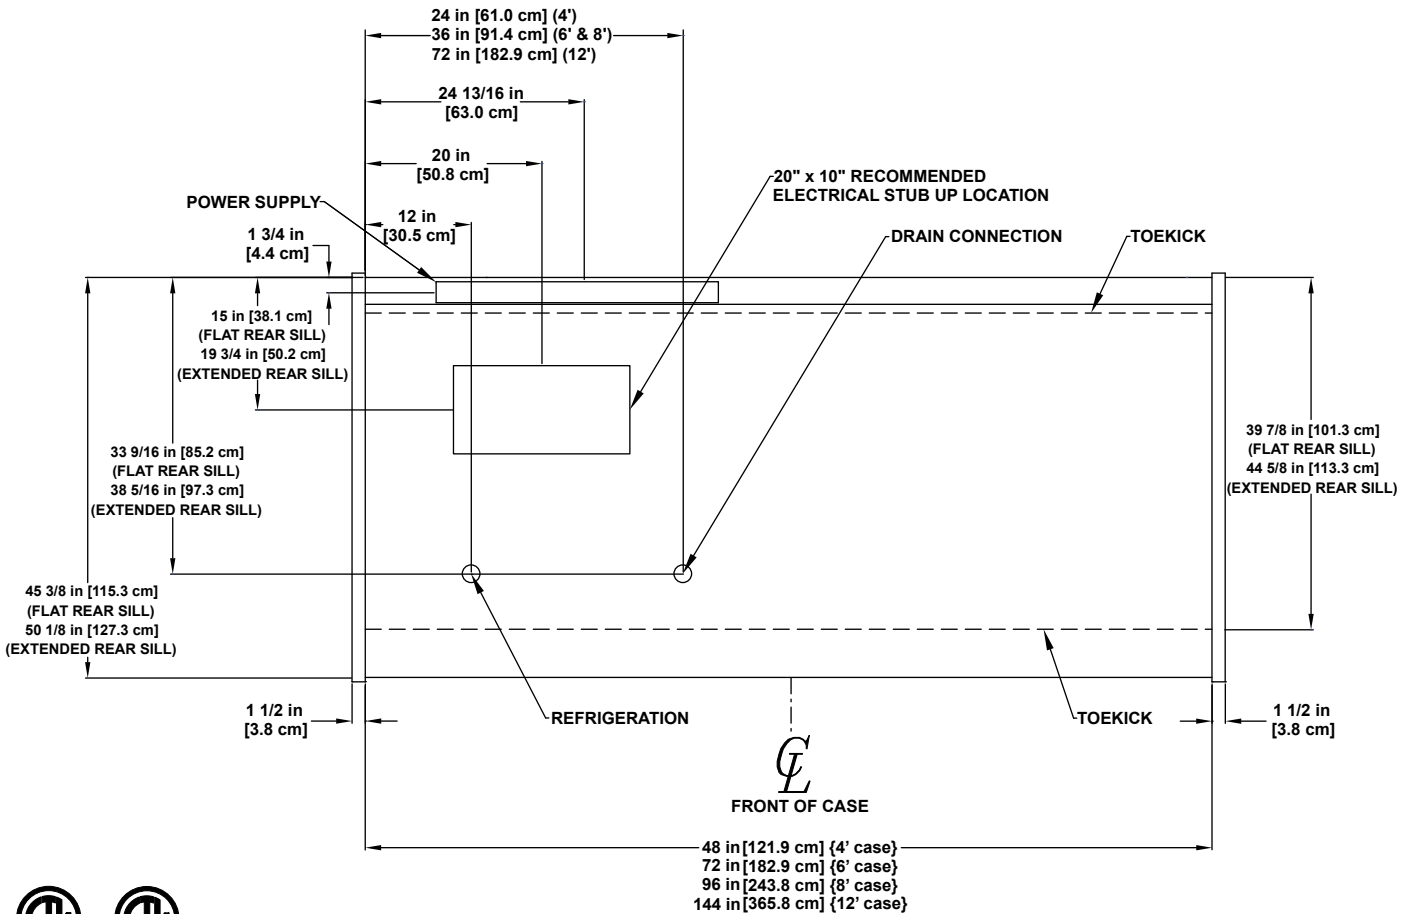 24 in [61.0 cm] (4')
36 in [91.4 cm] (6' & 8')
72 in [182.9 cm] (12')
24 13/16 in
[63.0 cm]
20 in
[50.8 cm]
20" x 10" RECOMMENDED
ELECTRICAL STUB UP LOCATION
POWER SUPPLY
12 in
[30.5 cm]
1 3/4 in
[4.4 cm]
DRAIN CONNECTION
TOEKICK
15 in [38.1 cm]
(FLAT REAR SILL)
19 3/4 in [50.2 cm]
(EXTENDED REAR SILL)
33 9/16 in [85.2 cm]
(FLAT REAR SILL)
38 5/16 in [97.3 cm]
(EXTENDED REAR SILL)
39 7/8 in [101.3 cm]
(FLAT REAR SILL)
44 5/8 in [113.3 cm]
(EXTENDED REAR SILL)
45 3/8 in [115.3 cm]
(FLAT REAR SILL)
50 1/8 in [127.3 cm]
(EXTENDED REAR SILL)
1 1/2 in
[3.8 cm]
REFRIGERATION
TOEKICK
1 1/2 in
[3.8 cm]
CL
FRONT OF CASE
48 in [121.9 cm] {4’ case}
72 in [182.9 cm] {6’ case}
96 in [243.8 cm] {8’ case}
144 in [365.8 cm] {12’ case}